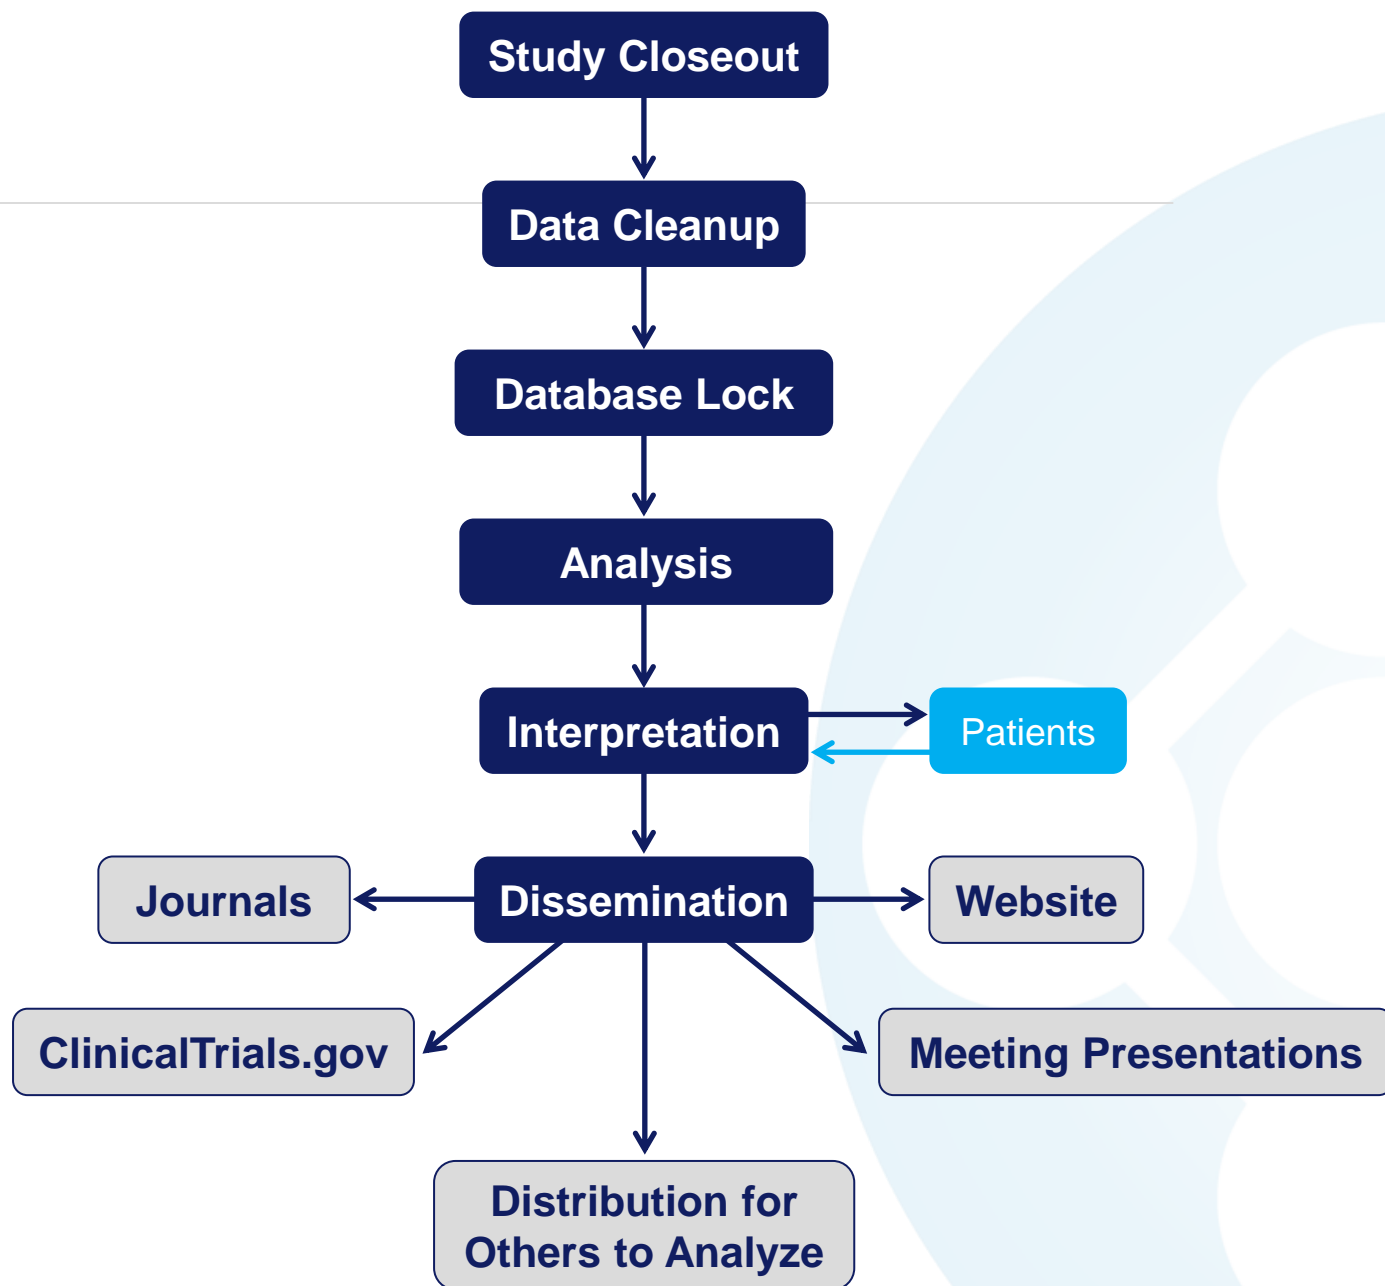 Study Closeout
Data Cleanup
Database Lock
Analysis
Interpretation
Patients
Journals
Dissemination
Website
ClinicalTrials.gov
Meeting Presentations
Distribution for
Others to Analyze